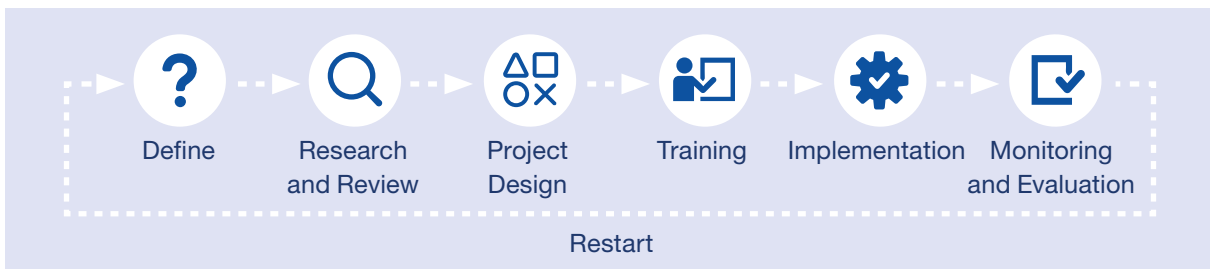 Define
Research
and Review
Project
Design
Training
Implementation
Monitoring
and Evaluation
Restart